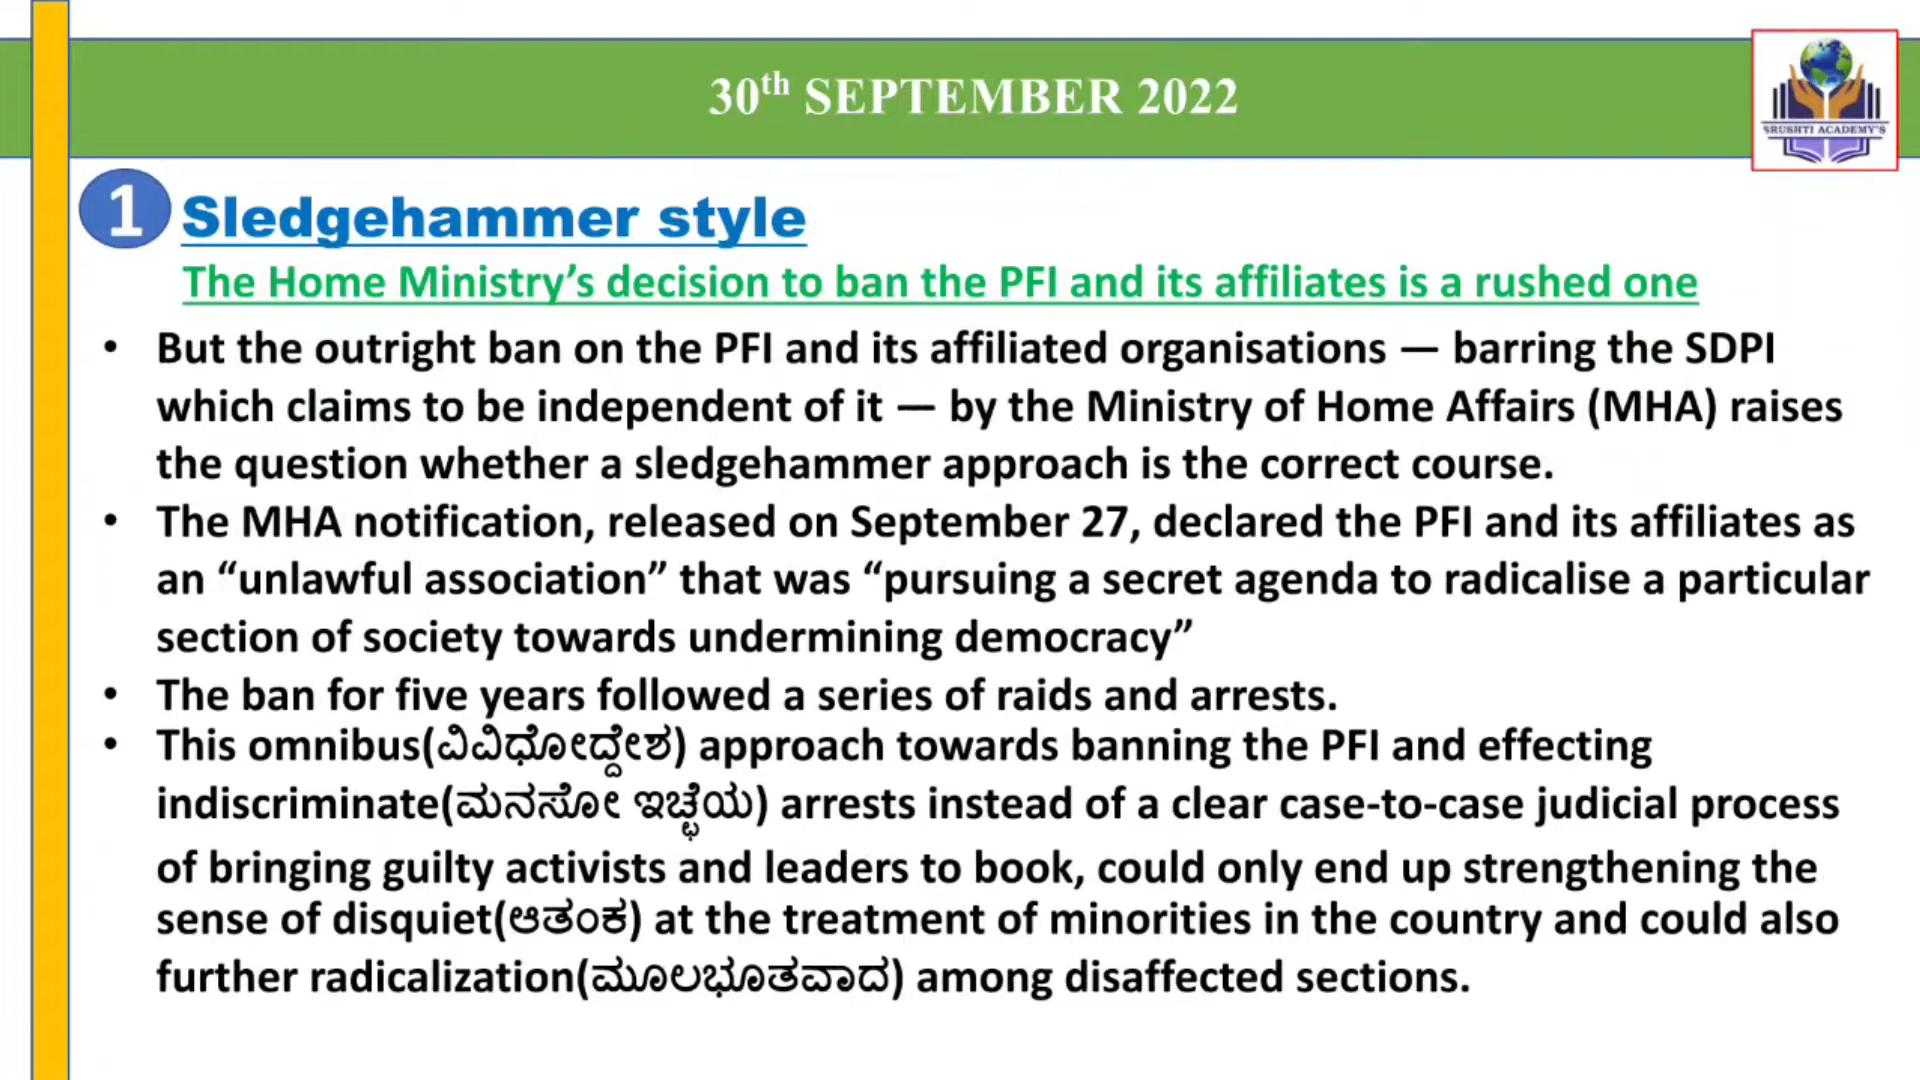 30th SEPTEMBER 2022
SRUSHTI ACADEMY'S
1 Sledgehammer style
The Home Ministry’s decision to ban the PFI and its affiliates is a rushed one
• But the outright ban on the PFI and its affiliated organisations — barring the SDPI
which claims to be independent of it — by the Ministry of Home Affairs (MHA) raises
the question whether a sledgehammer approach is the correct course.
• The MHA notification, released on September 27, declared the PFI and its affiliates as
an “unlawful association” that was “pursuing a secret agenda to radicalise a particular
section of society towards undermining democracy”
• The ban for five years followed a series of raids and arrests.
• This omnibus(ವಿವಿಧೋದ್ದೇಶ) approach towards banning the PFI and effecting
indiscriminate(ಮನಸೋ ಇಚ್ಛೆಯ) arrests instead of a clear case-to-case judicial process
of bringing guilty activists and leaders to book, could only end up strengthening the
sense of disquiet(ಆತಂಕ) at the treatment of minorities in the country and could also
further radicalization(ಮೂಲಭೂತವಾದ) among disaffected sections.